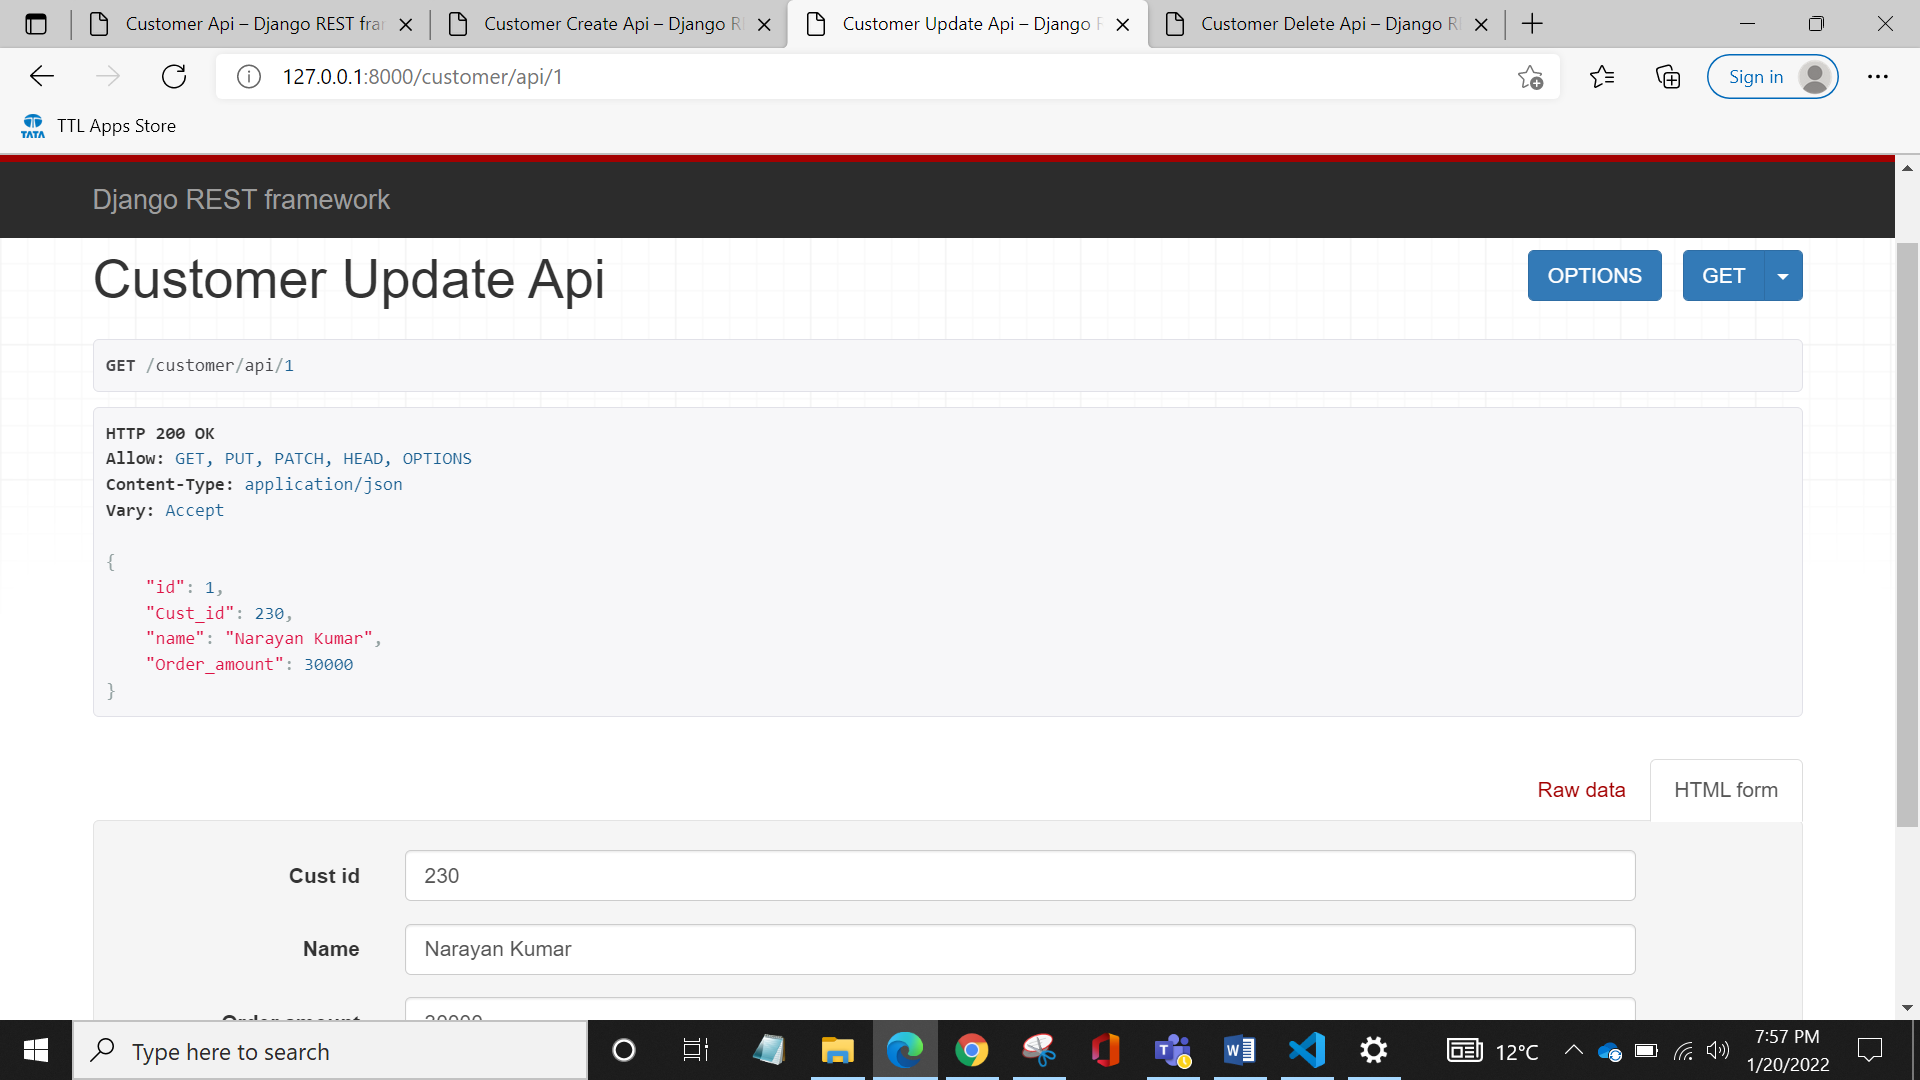 Customer Api – Django REST fra
Customer Create Api – Django R
Customer Update Api – Django
Customer Delete Api – Django R
127.0.0.1:8000/customer/api/1
Sign in
TATA
TTL Apps Store
Django REST framework
Customer Update Api
OPTIONS
GET
GET /customer/api/1
HTTP 200 OK
Allow: GET, PUT, PATCH, HEAD, OPTIONS
Content-Type: application/json
Vary: Accept
{
"id": 1,
"Cust_id": 230,
"name": "Narayan Kumar",
"Order_amount": 30000
}
Raw data
HTML form
Cust id
230
Name
Narayan Kumar
Order amount
30000
Type here to search
12°C
7:57 PM
1/20/2022